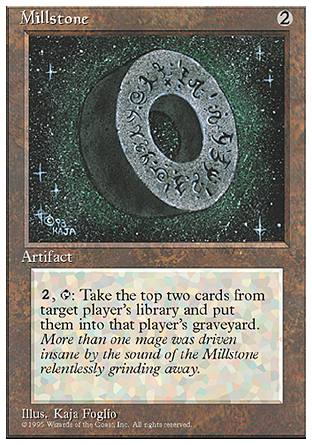 Millstone 2
©93
KAJA
Artifact
2, : Take the top two cards from
target player's library and put
them into that player's graveyard.
More than one mage was driven
insane by the sound of the Millstone
relentlessly grinding away.
Illus. Kaja Foglio
©1995 Wizards of the Coast, Inc. All rights reserved.